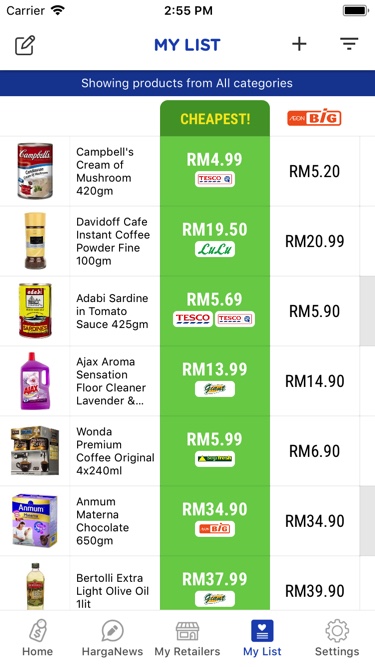 Carrier 2:55 PM
MY LIST
Showing products from All categories
CHEAPEST! AEON BiG
Campbell's
Cream of
Mushroom
420gm
RM4.99
TESCO
RM5.20
Davidoff Cafe
Instant Coffee
Powder Fine
100gm
RM19.50
LuLu
RM20.99
Adabi Sardine
in Tomato
Sauce 425gm
RM5.69
TESCO TESCO
RM5.90
Ajax Aroma
Sensation
Floor Cleaner
Lavender &...
RM13.99
Giant
RM14.90
Wonda
Premium
Coffee Original
4x240ml
RM5.99
RM6.90
Anmum
Materna
Chocolate
650gm
RM34.90
AEON BiG
RM34.90
Bertolli Extra
Light Olive Oil
1lit
RM37.99
Giant
RM39.90
Campbell's
adabi
SARDINES
AJAX
Anmum
Home HargaNews My Retailers My List Settings